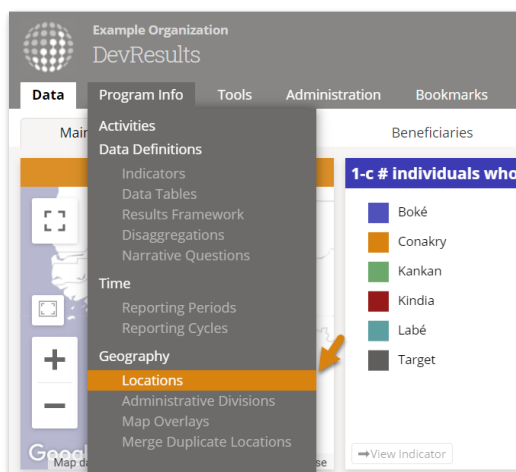 Example Organization
DevResults
Data Program Info Tools Administration Bookmarks
Activities
Data Definitions
Indicators
Data Tables
Results Framework
Disaggregations
Narrative Questions
Time
Reporting Periods
Reporting Cycles
Geography
Locations
Administrative Divisions
Map Overlays
Merge Duplicate Locations
Beneficiaries
1-c # individuals who
Boké
Conakry
Kankan
Kindia
Labé
Target
View Indicator
Map